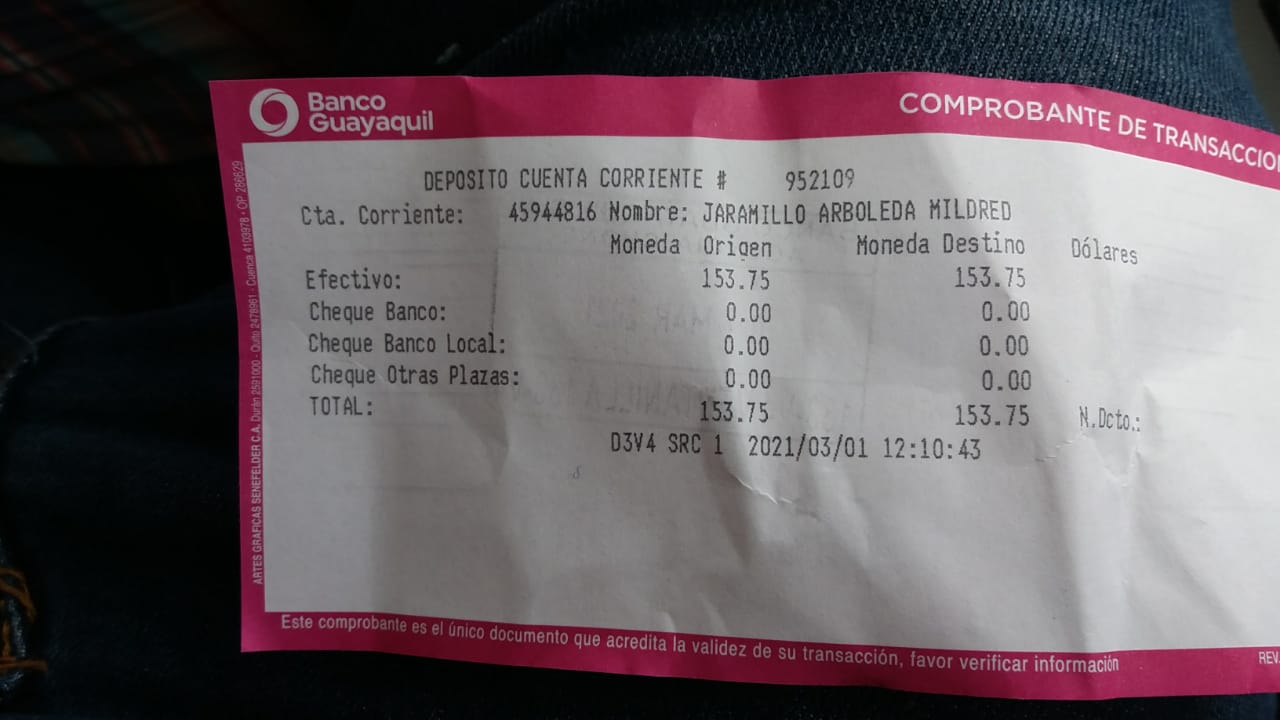 Banco
Guayaquil
COMPROBANTE DE TRANSACCIO
DEPOSITO CUENTA CORRIENTE # 952109
Cta. Corriente: 45944816 Nombre: JARAMILLO ARBOLEDA MILDRED
Moneda Origen Moneda Destino Dólares
Efectivo: 153.75 153.75
Cheque Banco: 0.00 0.00
Cheque Banco Local: 0.00 0.00
Cheque Otras Plazas: 0.00 0.00
TOTAL: 153.75 153.75 N.Dcto.:
D3V4 SRC 1 2021/03/01 12:10:43
Este comprobante es el único documento que acredita la validez de su transacción, favor verificar información
REV.
ARTES GRAFICAS SENEFELDER C.A. Durán 2591000 - Quito 2478961 - Cuenca 4103978 • OP 286629